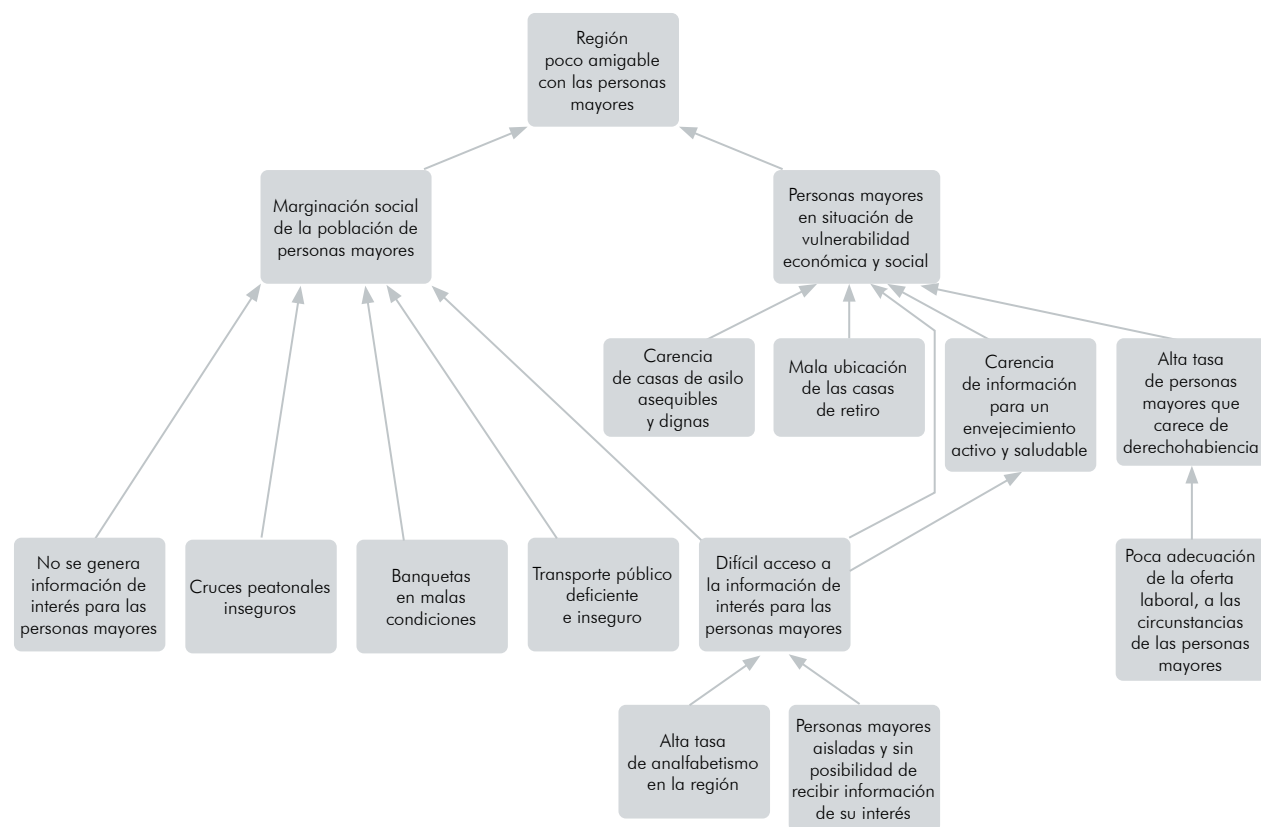 Región
poco amigable
con las personas
mayores
Marginación social
de la población de
personas mayores
Personas mayores
en situación de
vulnerabilidad
económica y social
Carencia
de casas de asilo
asequibles
y dignas
Mala ubicación
de las casas
de retiro
Carencia
de información
para un
envejecimiento
activo y saludable
Alta tasa
de personas
mayores que
carece de
derechohabiencia
No se genera
información de
interés para las
personas mayores
Cruces peatonales
inseguros
Banquetas
en malas
condiciones
Transporte público
deficiente
e inseguro
Difícil acceso a
la información de
interés para las
personas mayores
Poca adecuación
de la oferta
laboral, a las
circunstancias
de las personas
mayores
Alta tasa
de analfabetismo
en la región
Personas mayores
aisladas y sin
posibilidad de
recibir información
de su interés